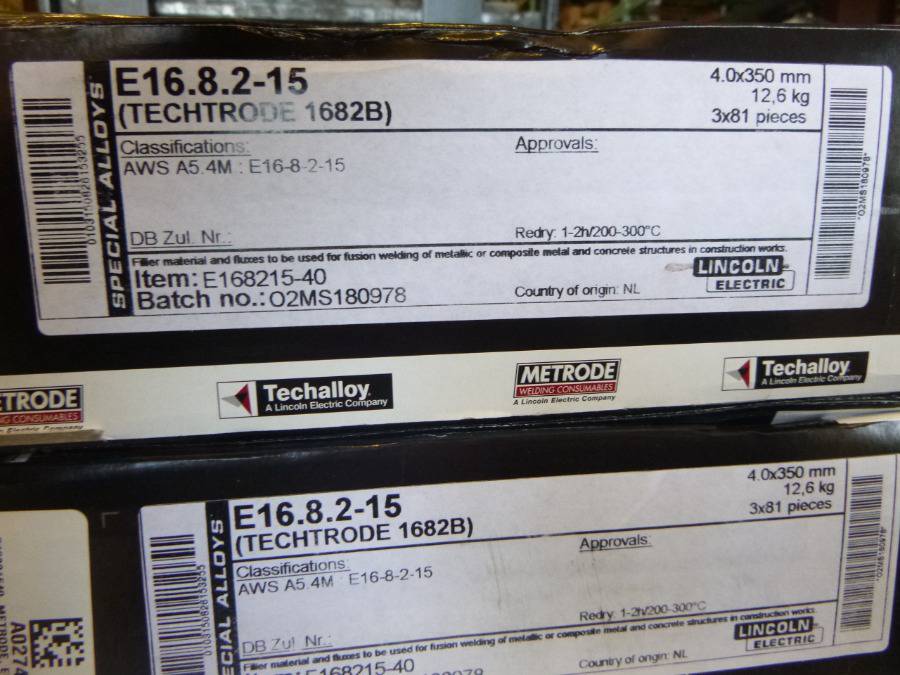 E16.8.2-15
(TECHTRODE 1682B)
4.0x350 mm
12,6 kg
3x81 pieces
SPECIAL ALLOYS
Classifications:
AWS A5.4M : E16-8-2-15
Approvals:
DB Zul. Nr.:
Redry: 1-2h/200-300°C
Filler material and fluxes to be used for fusion welding of metallic or composite metal and concrete structures in construction works.
Item: E168215-40
Batch no.: O2MS180978
Country of origin: NL
LINCOLN
ELECTRIC
*O2MS180978*
ETRODE
NG CONSUMABLES
Techalloy
A Lincoln Electric Company
METRODE
WELDING CONSUMABLES
A Lincoln Electric Company
Techalloy
A Lincoln Electric Company
E16.8.2-15
(TECHTRODE 1682B)
4.0x350 mm
12,6 kg
3x81 pieces
CIAL ALLOYS
Classifications:
AWS A5.4M : E16-8-2-15
Approvals:
DB Zul. Nr.:
Redry: 1-2h/200-300°C
Filler material and fluxes to be used for fusion welding of metallic or composite metal and concrete structures in construction works.
E168215-40
Country of origin: NL
LINCOLN
ELECTRIC
*O2MS180978*
A0274